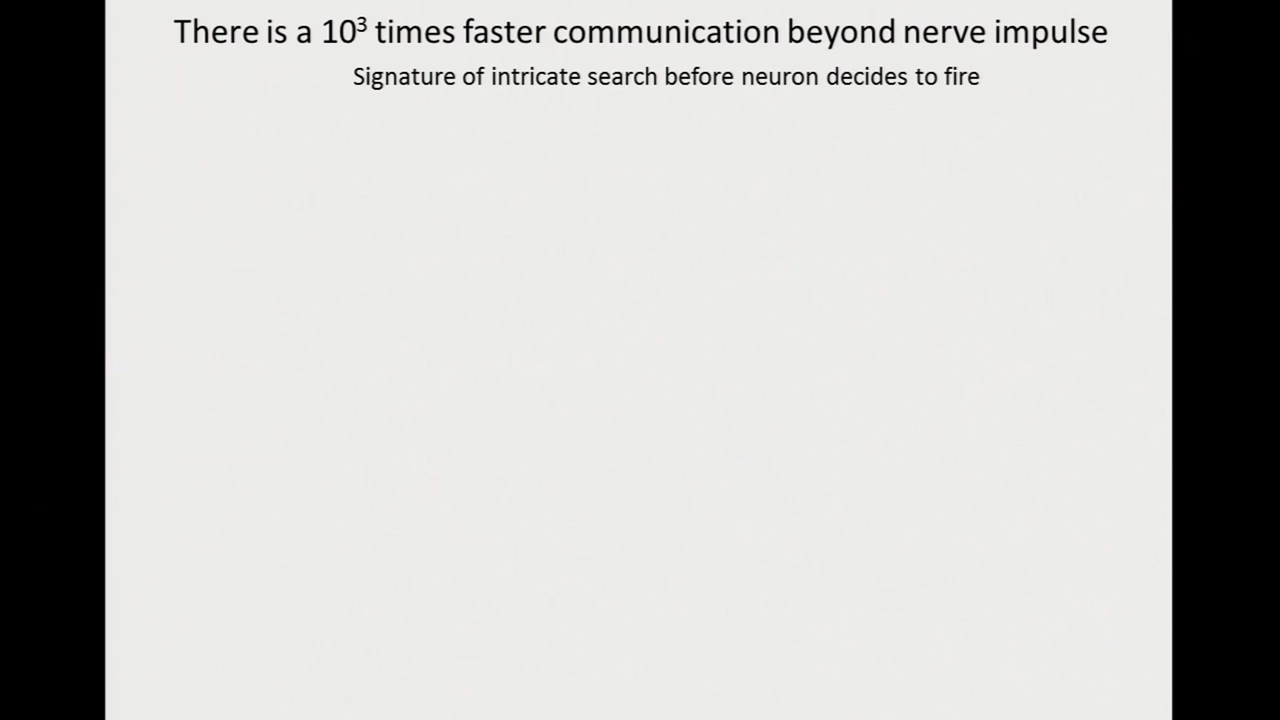 There is a 10³ times faster communication beyond nerve impulse
Signature of intricate search before neuron decides to fire